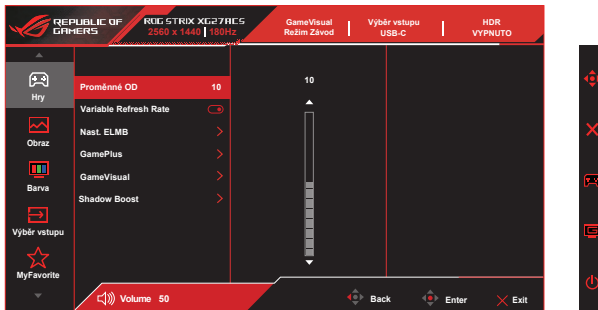 REPUBLIC OF
GAMERS
ROG STRIX XG27ACS
2560 x 1440 180Hz
GameVisual
Režim Závod
Výběr vstupu
USB-C
HDR
VYPNUTO
Hry
Obraz
Barva
Výběr vstupu
MyFavorite
Proměnné OD 10
Variable Refresh Rate
Nast. ELMB
GamePlus
GameVisual
Shadow Boost
10
Volume 50
Back
Enter
Exit